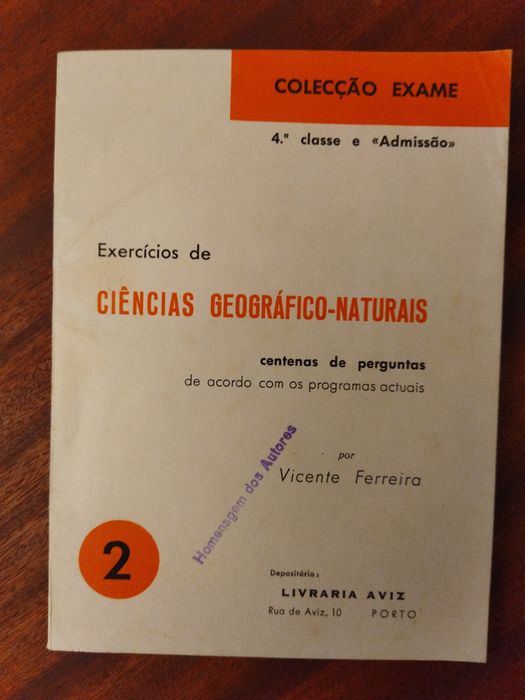 COLECÇÃO EXAME
4.ª classe e «Admissão»
Exercícios de
CIÊNCIAS GEOGRÁFICO-NATURAIS
centenas de perguntas
de acordo com os programas actuais
por
Vicente Ferreira
Homenagem dos Autores
2
Depositária:
LIVRARIA AVIZ
Rua de Aviz, 10 PORTO